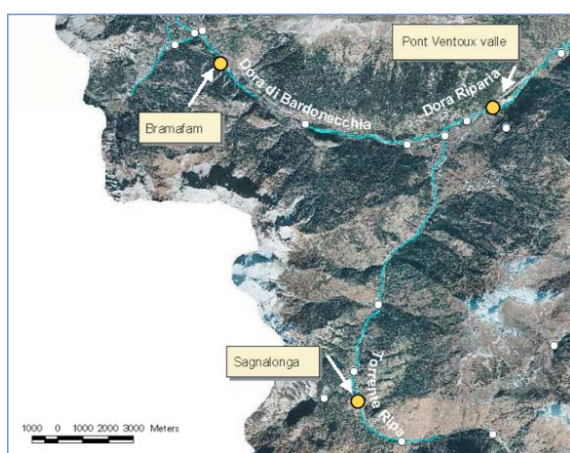 Pont Ventoux valle
Dora di Bardonecchia
Dora Riparia
Bramafam
Sagnalonga
Torrente Ripa
1000 0 1000 2000 3000 Meters